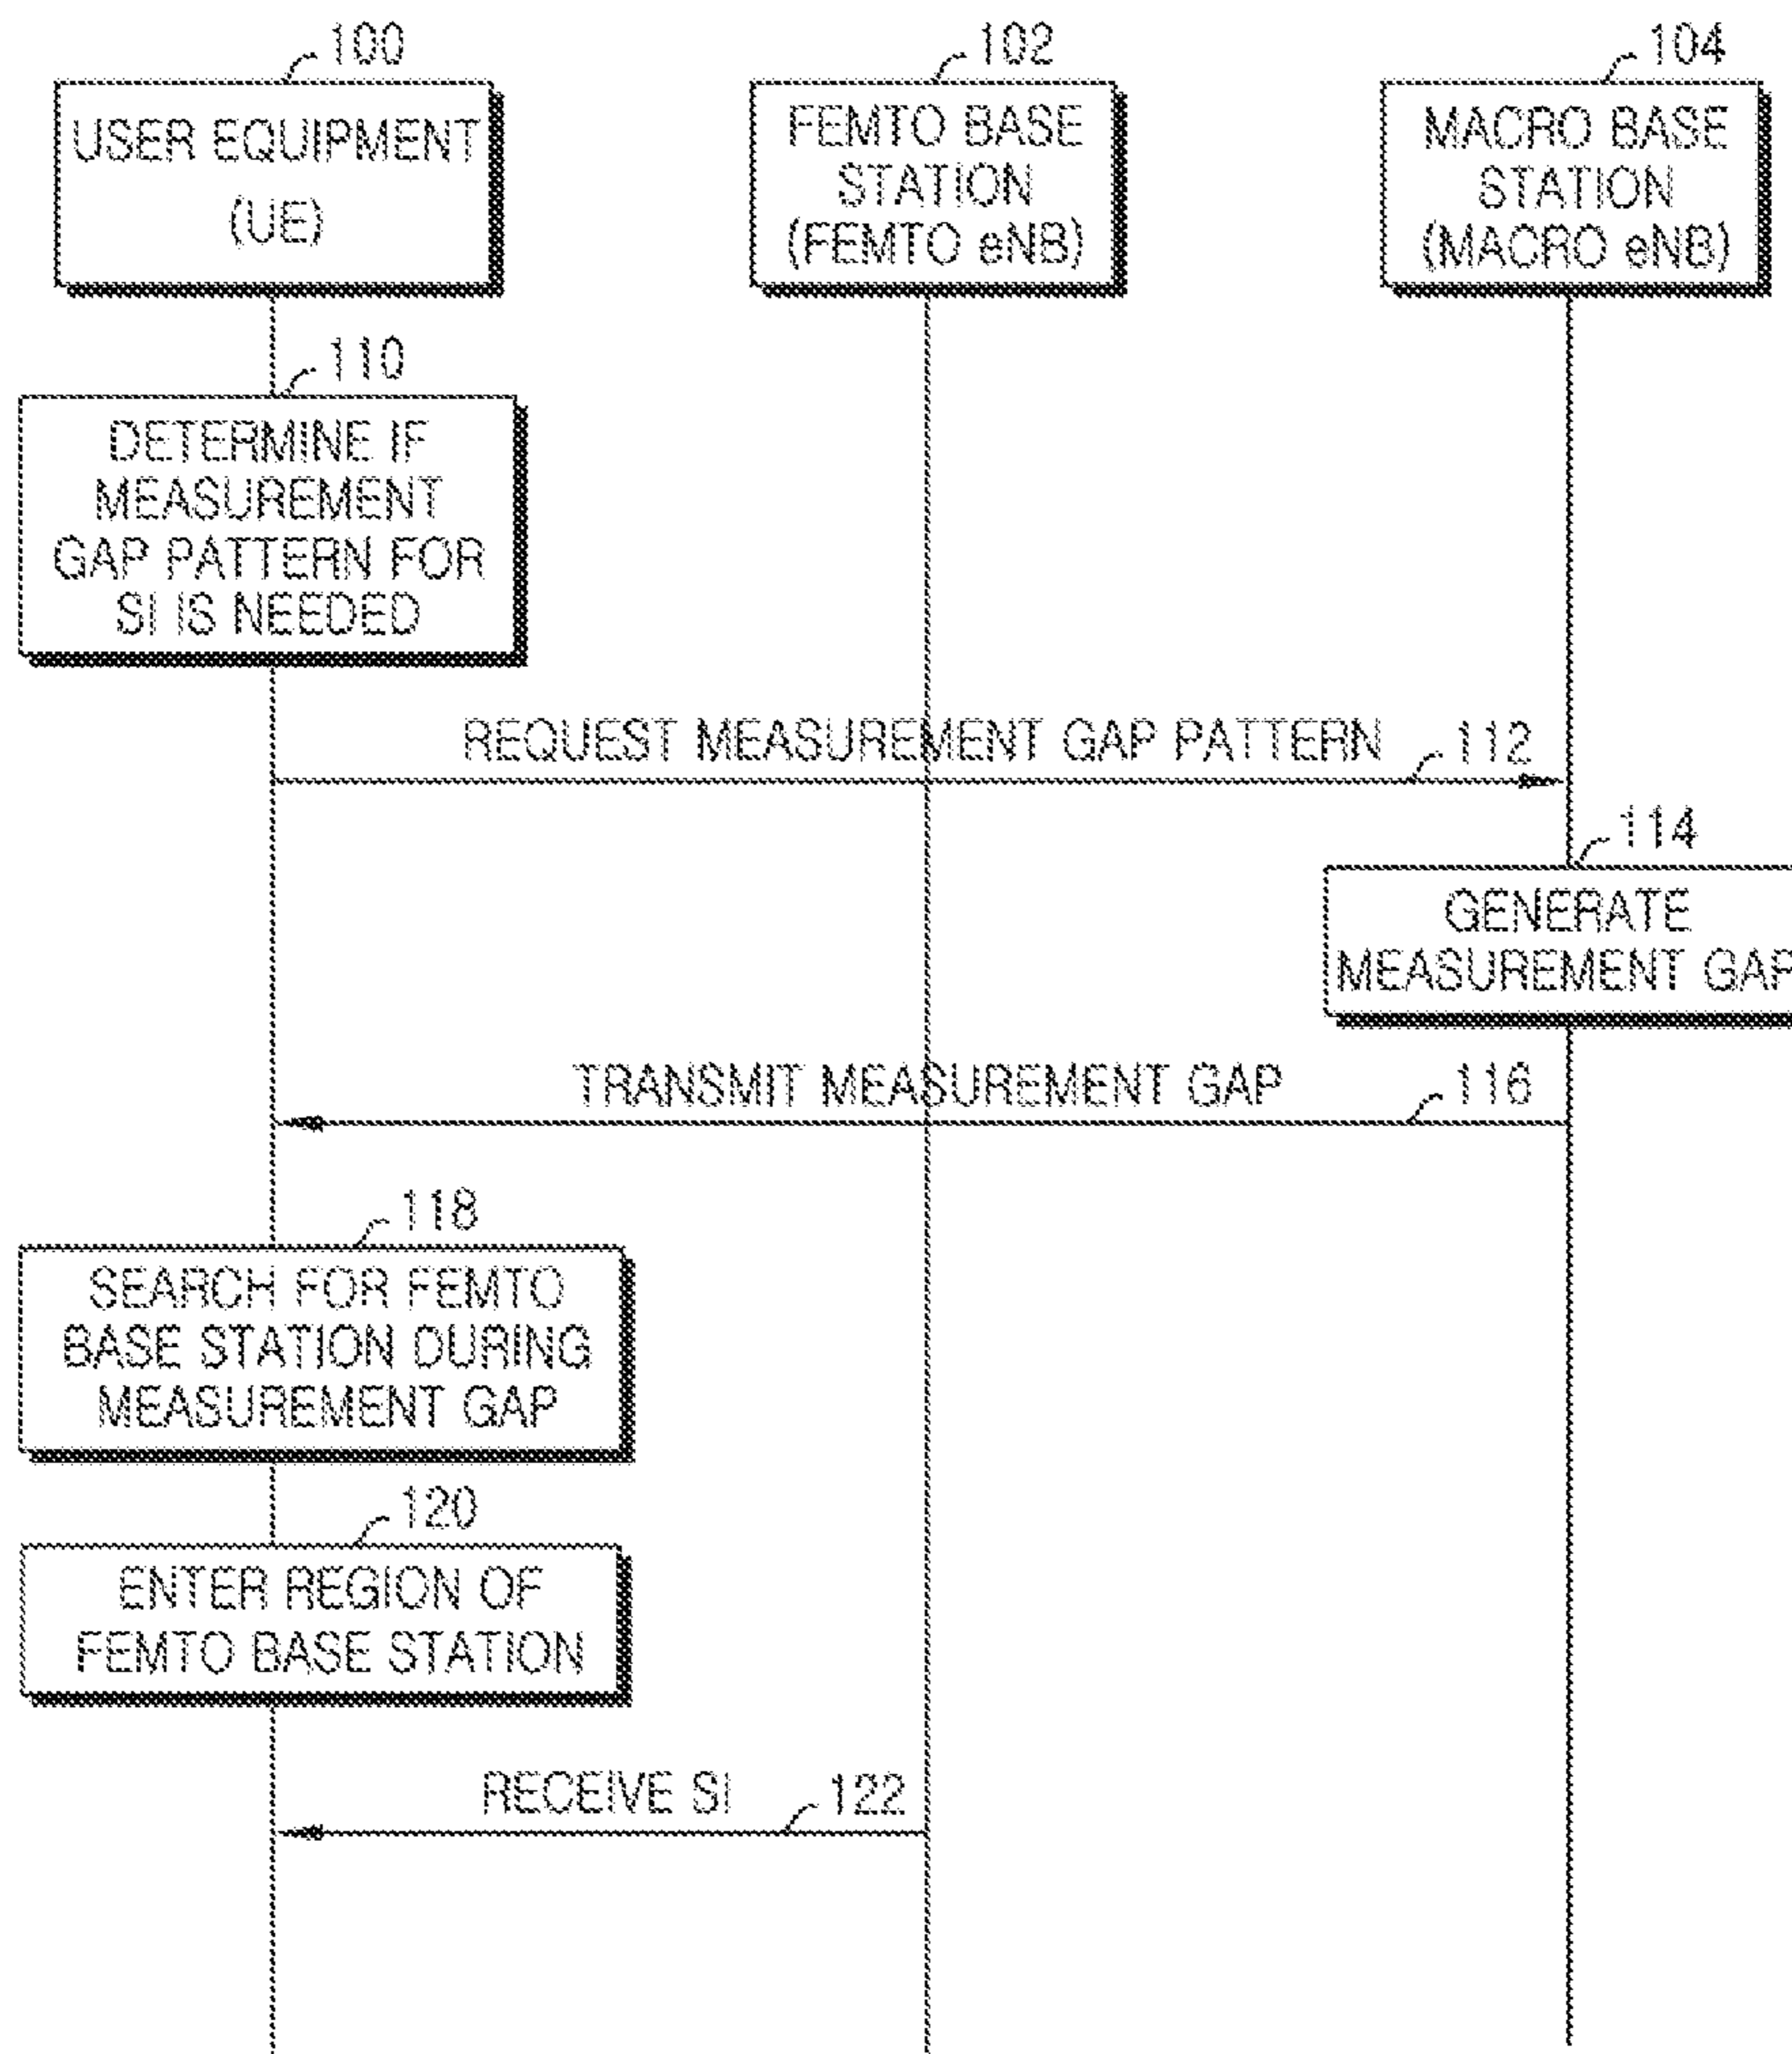 100
USER EQUIPMENT
(UE)
102
FEMTO BASE
STATION
(FEMTO eNB)
104
MACRO BASE
STATION
(MACRO eNB)
110
DETERMINE IF
MEASUREMENT
GAP PATTERN FOR
SI IS NEEDED
REQUEST MEASUREMENT GAP PATTERN 112
114
GENERATE
MEASUREMENT GAP
TRANSMIT MEASUREMENT GAP 116
118
SEARCH FOR FEMTO
BASE STATION DURING
MEASUREMENT GAP
120
ENTER REGION OF
FEMTO BASE STATION
RECEIVE SI 122